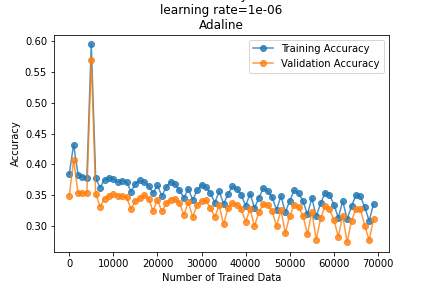 learning rate=1e-06
Adaline
Training Accuracy
Validation Accuracy
0.60
0.55
0.50
0.45
0.40
0.35
0.30
Accuracy
0 10000 20000 30000 40000 50000 60000 70000
Number of Trained Data